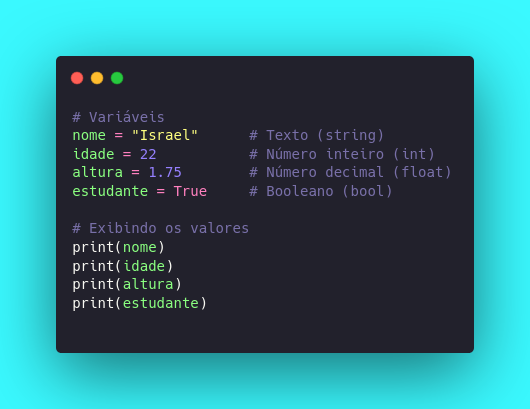 # Variáveis
nome = "Israel"      # Texto (string)
idade = 22           # Número inteiro (int)
altura = 1.75        # Número decimal (float)
estudante = True     # Booleano (bool)
# Exibindo os valores
print(nome)
print(idade)
print(altura)
print(estudante)